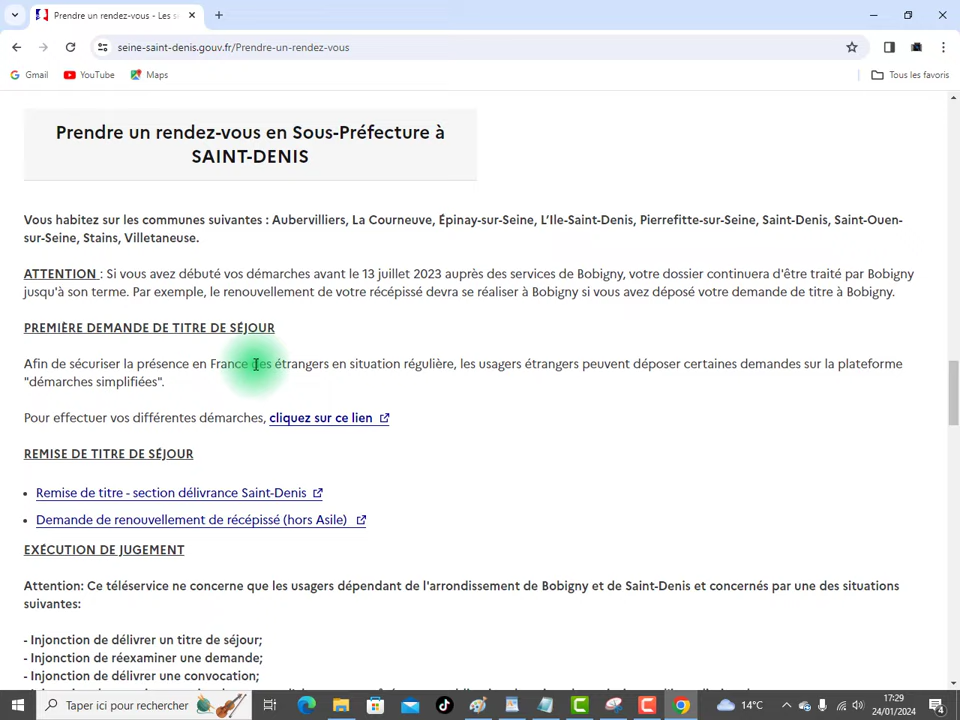 Prendre un rendez-vous - Les se
seine-saint-denis.gouv.fr/Prendre-un-rendez-vous
Gmail YouTube Maps Tous les favoris
Prendre un rendez-vous en Sous-Préfecture à
SAINT-DENIS
Vous habitez sur les communes suivantes : Aubervilliers, La Courneuve, Épinay-sur-Seine, L'Ile-Saint-Denis, Pierrefitte-sur-Seine, Saint-Denis, Saint-Ouen-
sur-Seine, Stains, Villetaneuse.
ATTENTION : Si vous avez débuté vos démarches avant le 13 juillet 2023 auprès des services de Bobigny, votre dossier continuera d'être traité par Bobigny
jusqu'à son terme. Par exemple, le renouvellement de votre récépissé devra se réaliser à Bobigny si vous avez déposé votre demande de titre à Bobigny.
PREMIÈRE DEMANDE DE TITRE DE SÉJOUR
Afin de sécuriser la présence en France des étrangers en situation régulière, les usagers étrangers peuvent déposer certaines demandes sur la plateforme
"démarches simplifiées".
Pour effectuer vos différentes démarches, cliquez sur ce lien
REMISE DE TITRE DE SÉJOUR
• Remise de titre - section délivrance Saint-Denis
• Demande de renouvellement de récépissé (hors Asile)
EXÉCUTION DE JUGEMENT
Attention: Ce téléservice ne concerne que les usagers dépendant de l'arrondissement de Bobigny et de Saint-Denis et concernés par une des situations
suivantes:
- Injonction de délivrer un titre de séjour;
- Injonction de réexaminer une demande;
- Injonction de délivrer une convocation;
Taper ici pour rechercher
14°C
17:29
24/01/2024
4